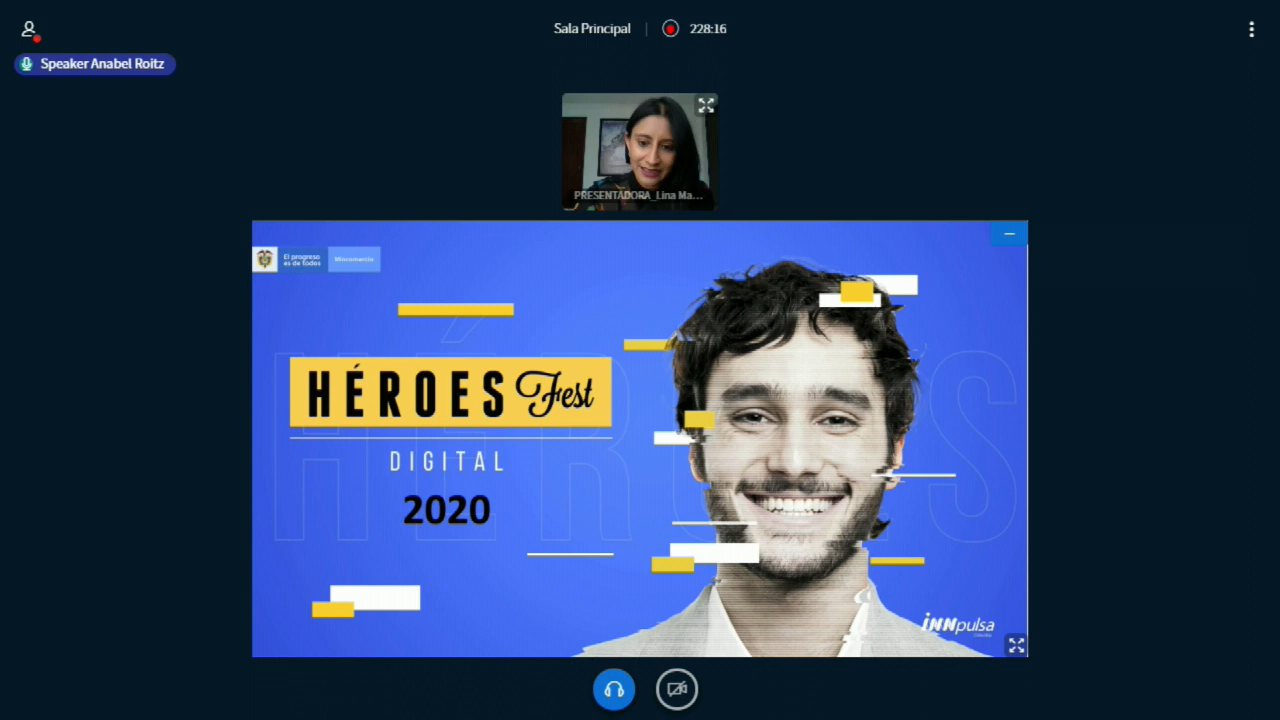 Sala Principal
228:16
Speaker Anabel Roitz
PRESENTADORA_Lina Ma...
El progreso
es de todos
Mincomercio
HÉROES
HÉROES Fest
DIGITAL
2020
iNNpulsa